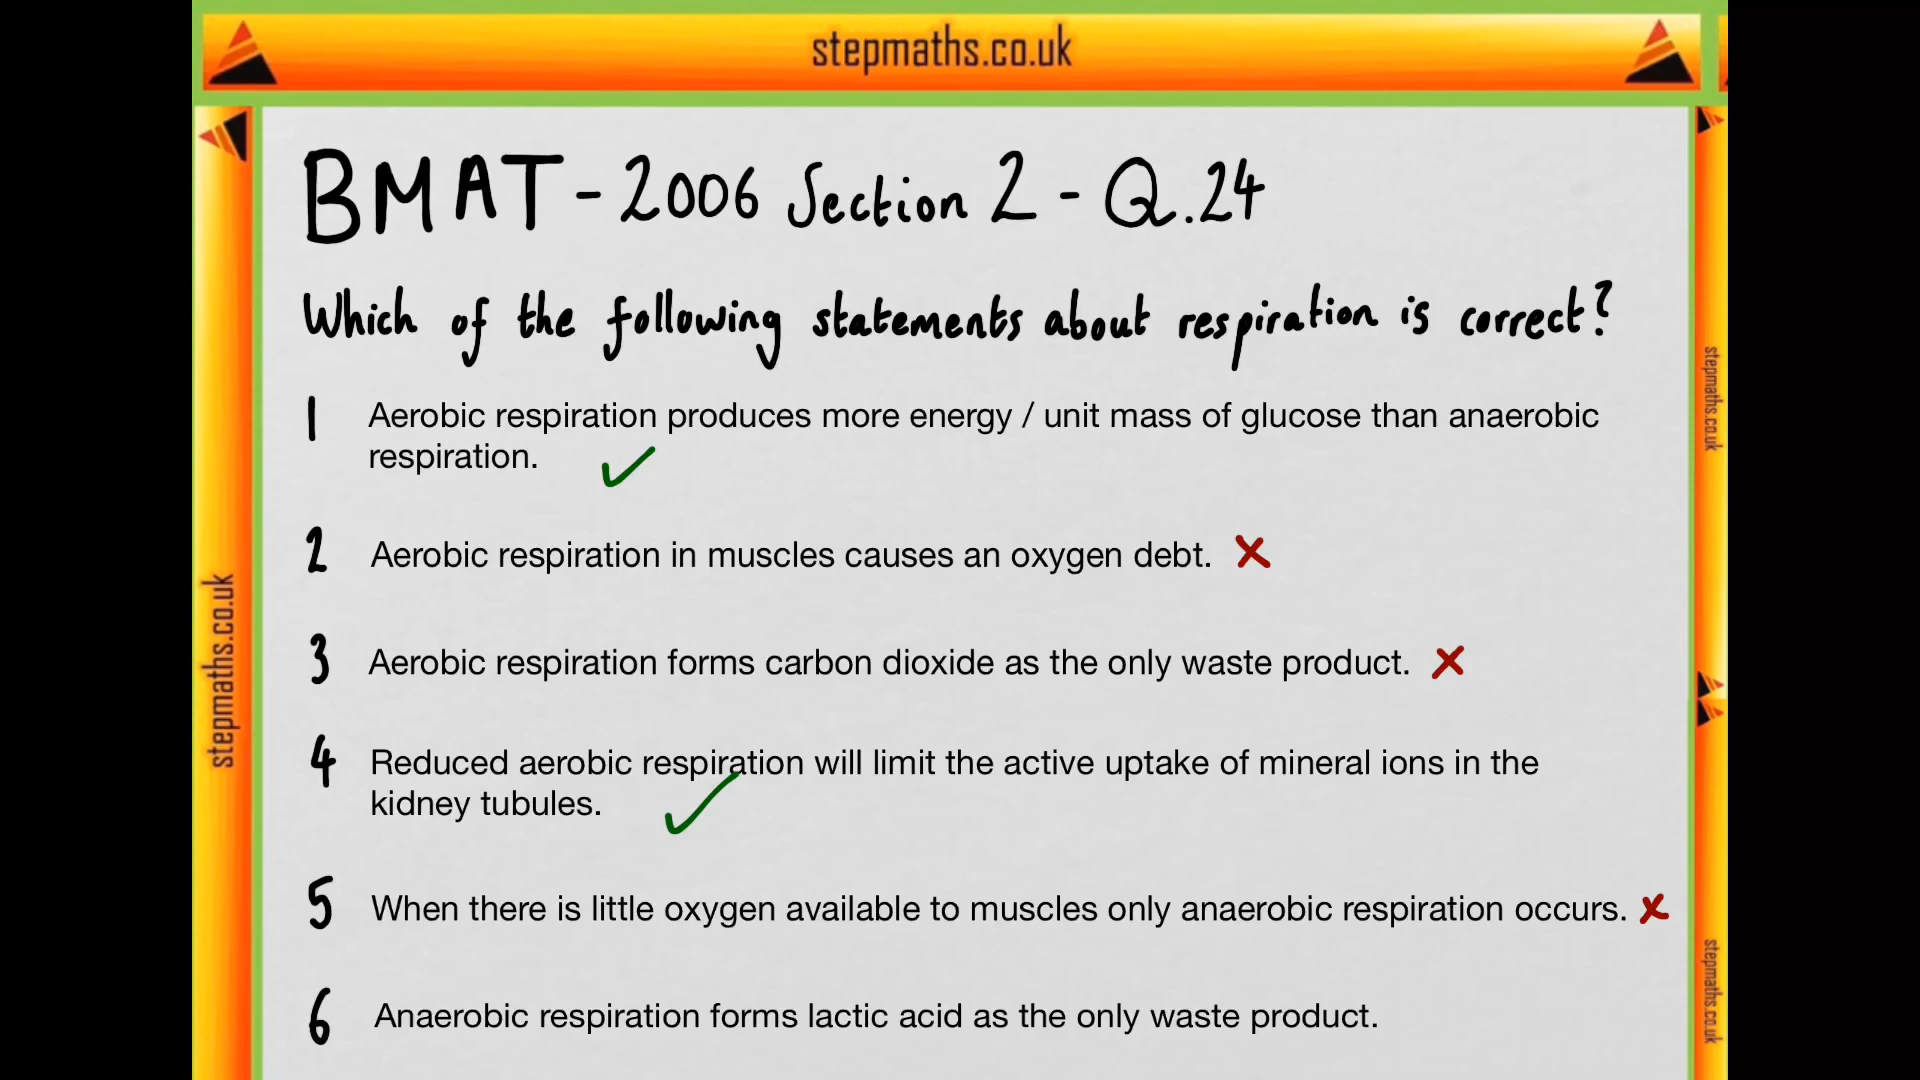 stepmaths.co.uk
BMAT - 2006 Section 2 - Q.24
Which of the following statements about respiration is correct?
1 Aerobic respiration produces more energy / unit mass of glucose than anaerobic
respiration. ✓
2 Aerobic respiration in muscles causes an oxygen debt. ✗
3 Aerobic respiration forms carbon dioxide as the only waste product. ✗
4 Reduced aerobic respiration will limit the active uptake of mineral ions in the
kidney tubules. ✓
5 When there is little oxygen available to muscles only anaerobic respiration occurs. ✗
6 Anaerobic respiration forms lactic acid as the only waste product.
stepmaths.co.uk
stepmaths.co.uk
stepmaths.co.uk